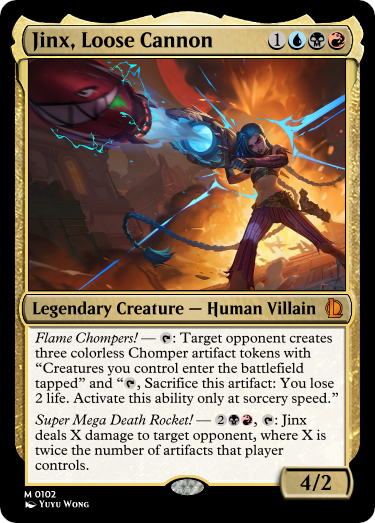 Jinx, Loose Cannon 1
Legendary Creature — Human Villain
Flame Chompers! — : Target opponent creates
three colorless Chomper artifact tokens with
“Creatures you control enter the battlefield
tapped” and “, Sacrifice this artifact: You lose
2 life. Activate this ability only at sorcery speed.”
Super Mega Death Rocket! — 2, : Jinx
deals X damage to target opponent, where X is
twice the number of artifacts that player
controls.
4/2
M 0102
Yuyu Wong